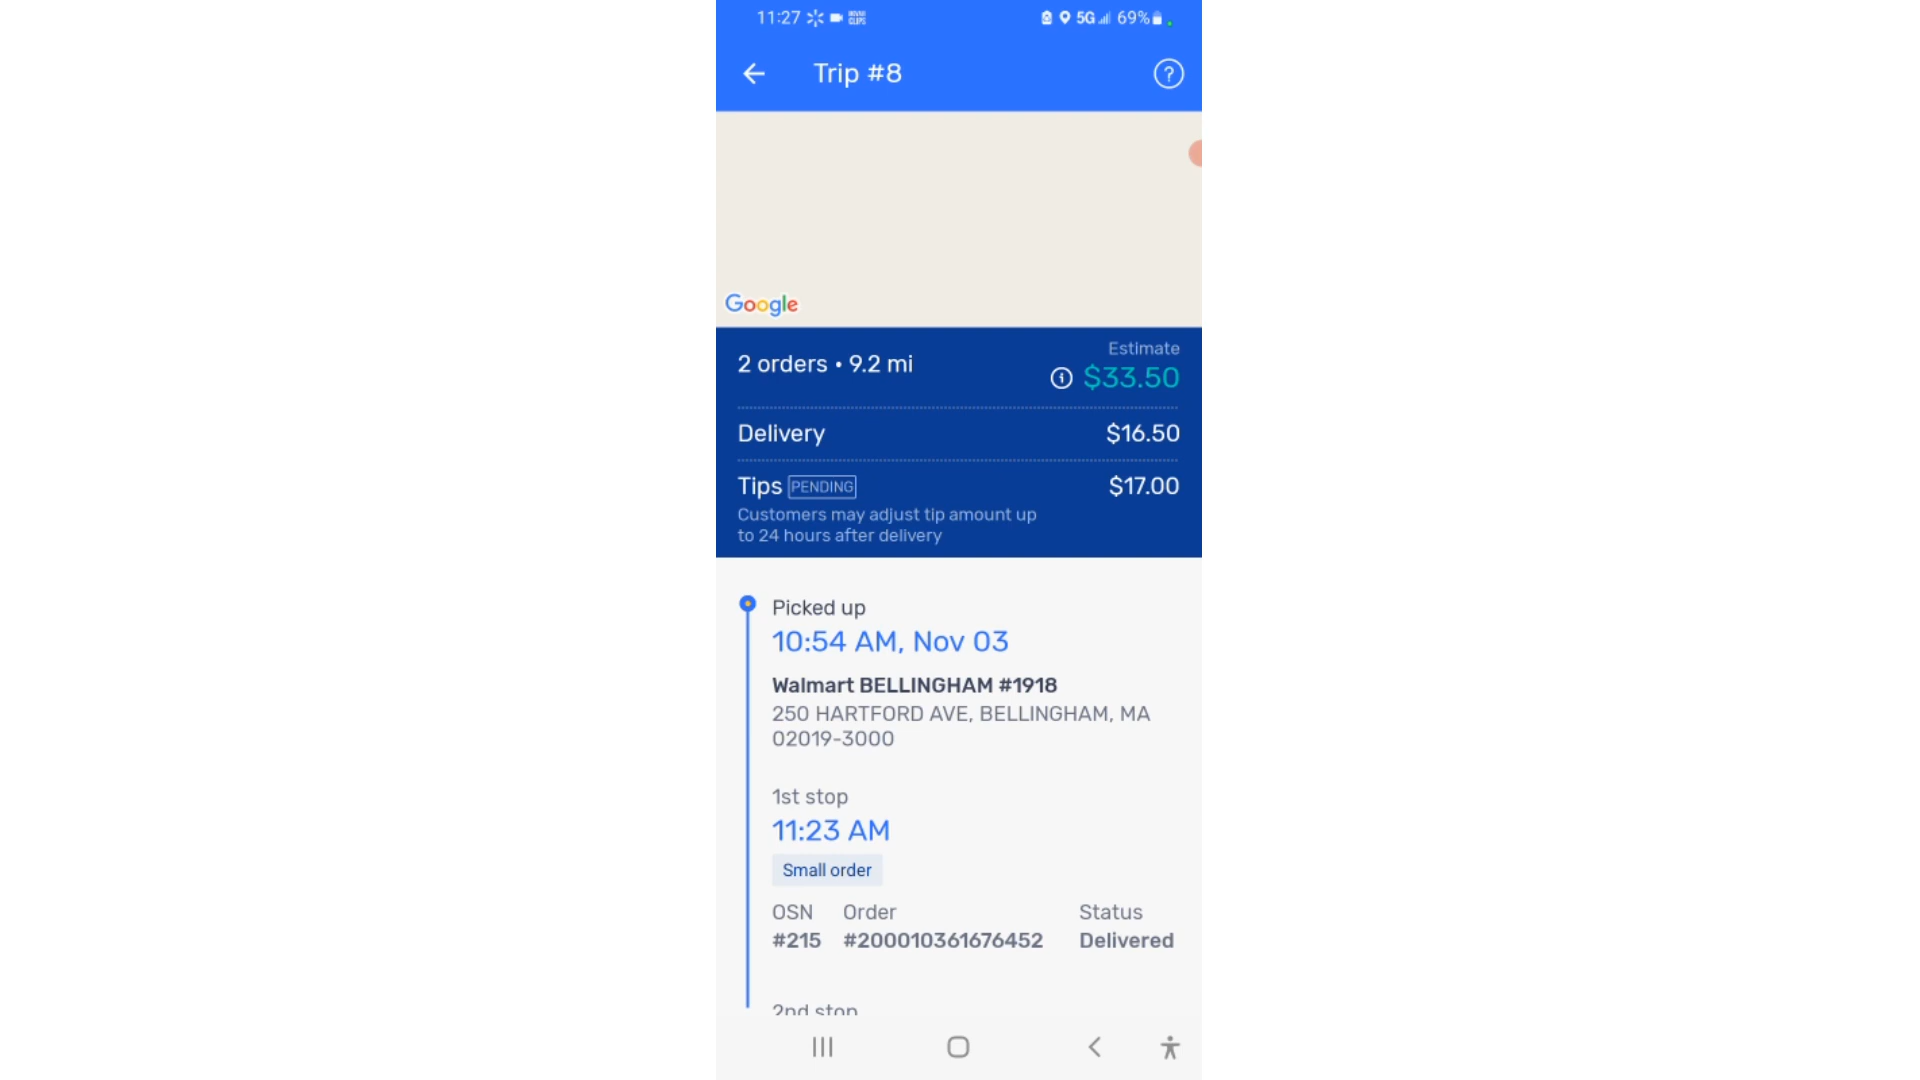 11:27
5G 69%
Trip #8
?
Google
2 orders • 9.2 mi
Estimate
$33.50
Delivery
$16.50
Tips PENDING
$17.00
Customers may adjust tip amount up
to 24 hours after delivery
Picked up
10:54 AM, Nov 03
Walmart BELLINGHAM #1918
250 HARTFORD AVE, BELLINGHAM, MA
02019-3000
1st stop
11:23 AM
Small order
OSN Order Status
#215 #200010361676452 Delivered
2nd stop